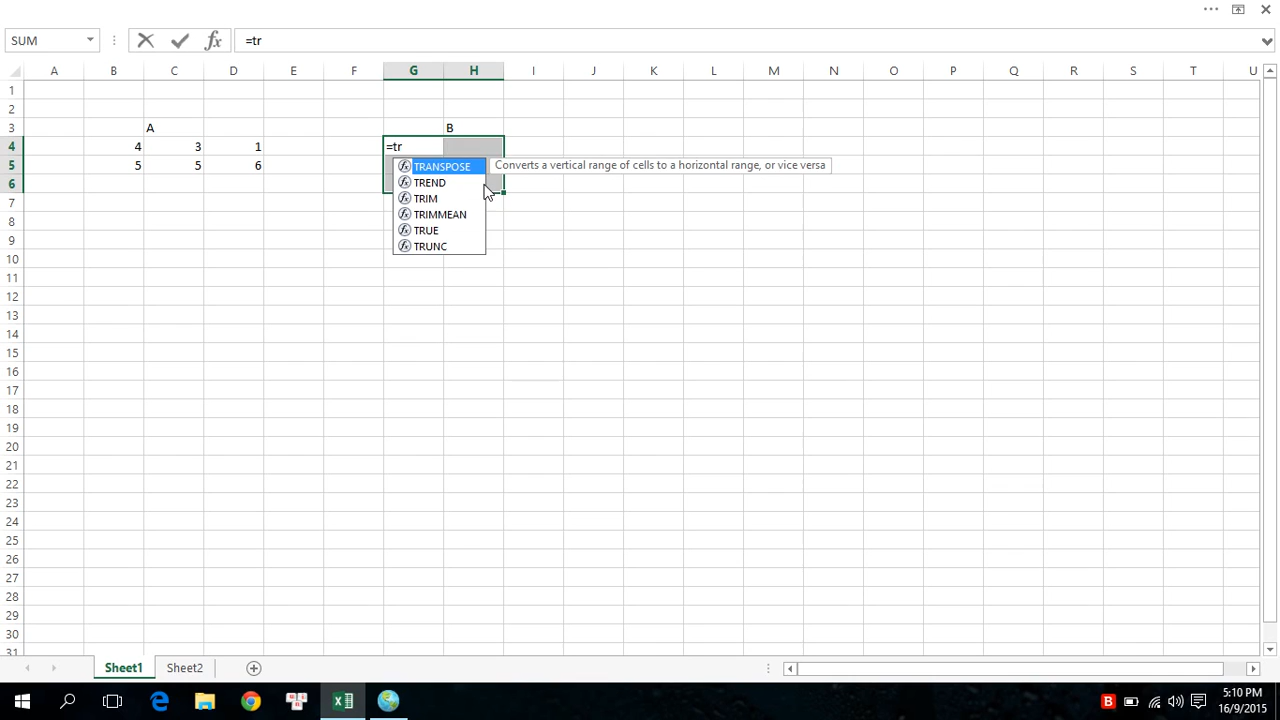 SUM =tr
A B C D E F G H I J K L M N O P Q R S T U
1
2
3 A B
4 4 3 1 =tr
5 5 5 6 TRANSPOSE Converts a vertical range of cells to a horizontal range, or vice versa
6 TREND
7 TRIM
8 TRIMMEAN
9 TRUE
10 TRUNC
11
12
13
14
15
16
17
18
19
20
21
22
23
24
25
26
27
28
29
30
31
Sheet1 Sheet2
5:10 PM
16/9/2015